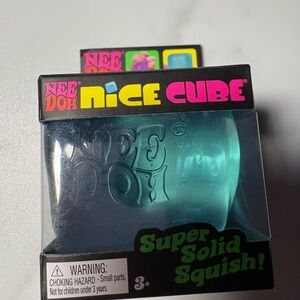 NEE
DOH
NEE
DOH
NICE CUBE
NEE
DOH
®
Super
Solid
Squish!
WARNING:
CHOKING HAZARD - Small parts.
Not for children under 3 years.
3+